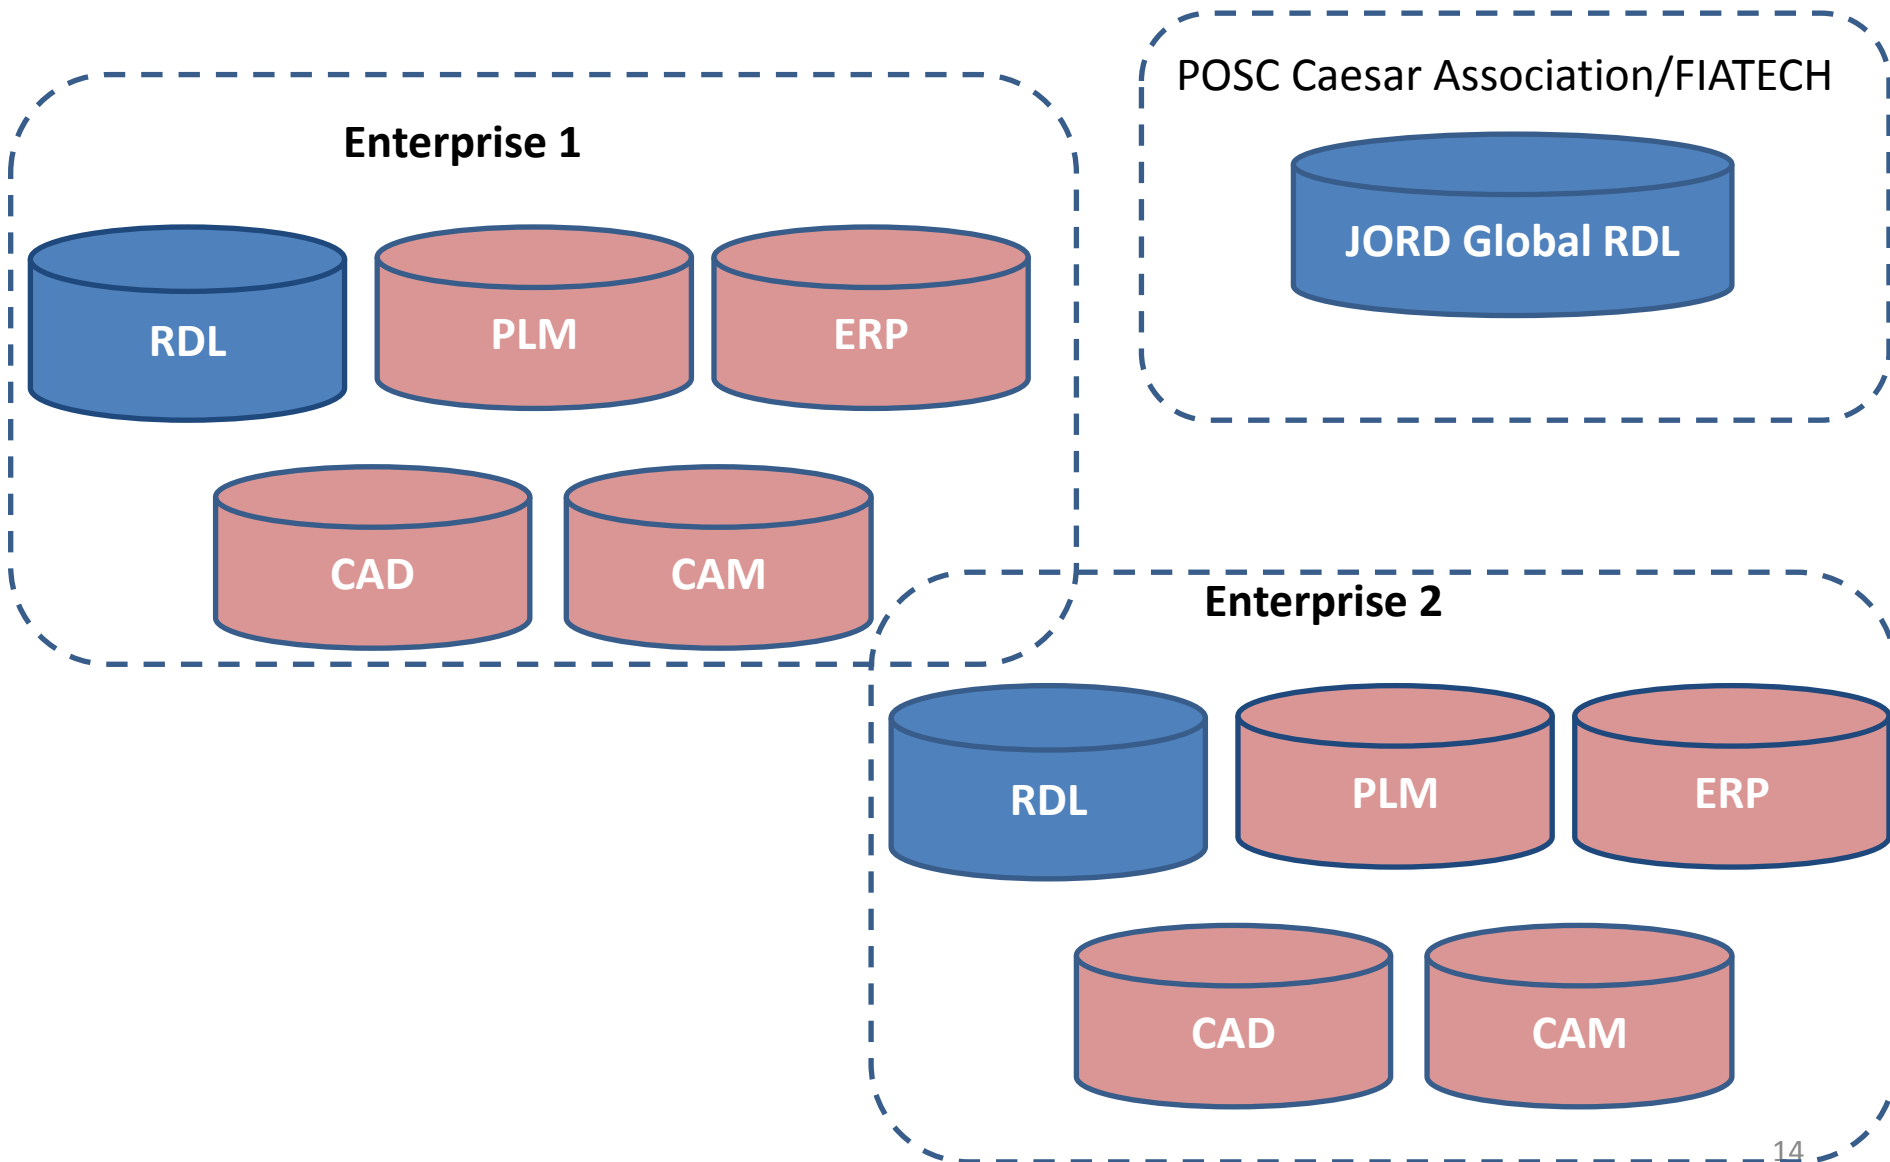 POSC Caesar Association/FIATECH
JORD Global RDL
Enterprise 1
RDL
PLM
ERP
CAD
CAM
Enterprise 2
RDL
PLM
ERP
CAD
CAM
14